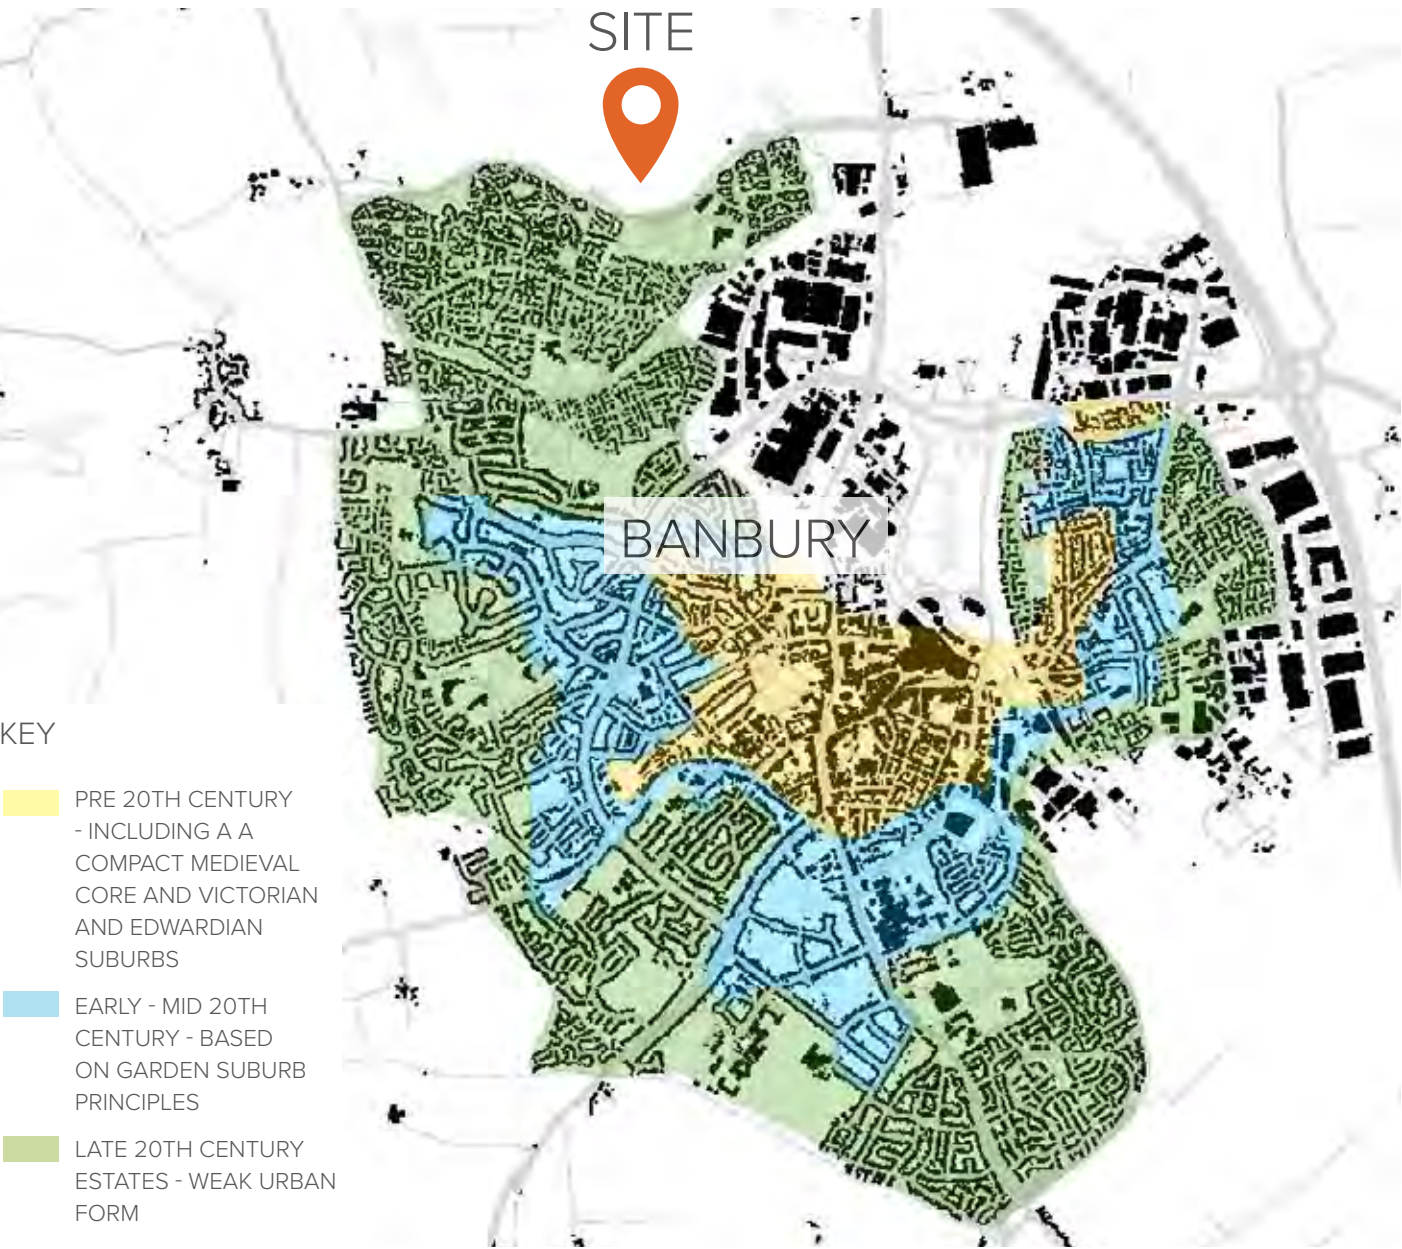 SITE
BANBURY
KEY
PRE 20TH CENTURY
- INCLUDING A A
COMPACT MEDIEVAL
CORE AND VICTORIAN
AND EDWARDIAN
SUBURBS
EARLY - MID 20TH
CENTURY - BASED
ON GARDEN SUBURB
PRINCIPLES
LATE 20TH CENTURY
ESTATES - WEAK URBAN
FORM